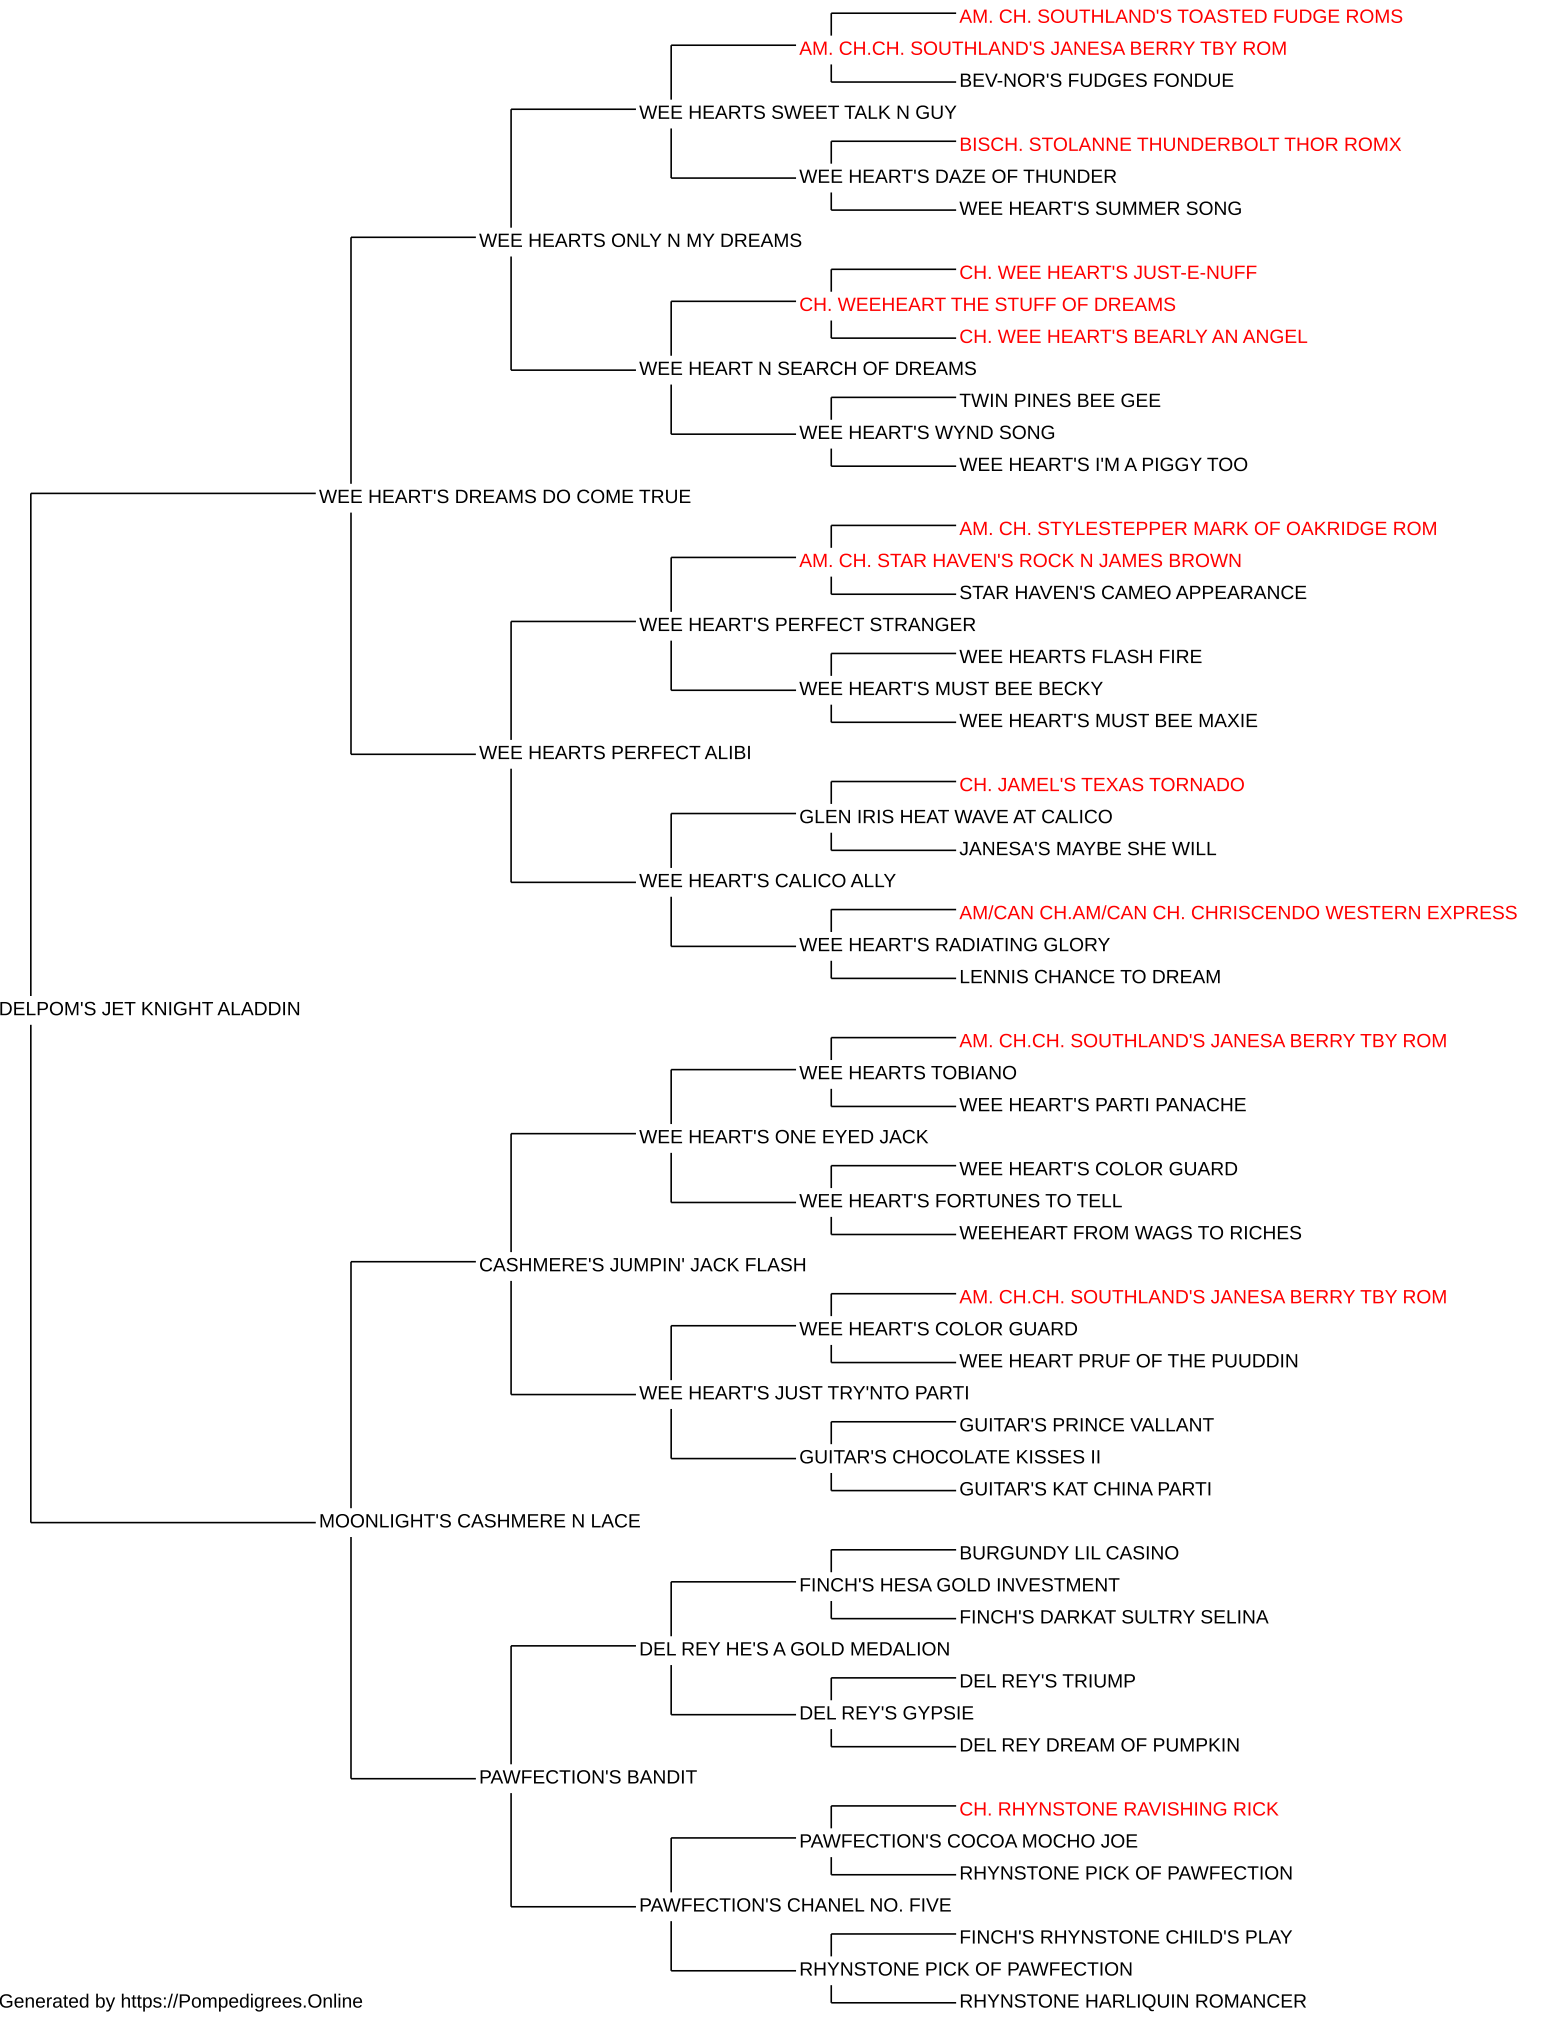 AM. CH. SOUTHLAND'S TOASTED FUDGE ROMS
AM. CH.CH. SOUTHLAND'S JANESA BERRY TBY ROM
BEV-NOR'S FUDGES FONDUE
WEE HEARTS SWEET TALK N GUY
BISCH. STOLANNE THUNDERBOLT THOR ROMX
WEE HEART'S DAZE OF THUNDER
WEE HEART'S SUMMER SONG
WEE HEARTS ONLY N MY DREAMS
CH. WEE HEART'S JUST-E-NUFF
CH. WEEHEART THE STUFF OF DREAMS
CH. WEE HEART'S BEARLY AN ANGEL
WEE HEART N SEARCH OF DREAMS
TWIN PINES BEE GEE
WEE HEART'S WYND SONG
WEE HEART'S I'M A PIGGY TOO
WEE HEART'S DREAMS DO COME TRUE
AM. CH. STYLESTEPPER MARK OF OAKRIDGE ROM
AM. CH. STAR HAVEN'S ROCK N JAMES BROWN
STAR HAVEN'S CAMEO APPEARANCE
WEE HEART'S PERFECT STRANGER
WEE HEARTS FLASH FIRE
WEE HEART'S MUST BEE BECKY
WEE HEART'S MUST BEE MAXIE
WEE HEARTS PERFECT ALIBI
CH. JAMEL'S TEXAS TORNADO
GLEN IRIS HEAT WAVE AT CALICO
JANESA'S MAYBE SHE WILL
WEE HEART'S CALICO ALLY
AM/CAN CH.AM/CAN CH. CHRISCENDO WESTERN EXPRESS
WEE HEART'S RADIATING GLORY
LENNIS CHANCE TO DREAM
DELPOM'S JET KNIGHT ALADDIN
AM. CH.CH. SOUTHLAND'S JANESA BERRY TBY ROM
WEE HEARTS TOBIANO
WEE HEART'S PARTI PANACHE
WEE HEART'S ONE EYED JACK
WEE HEART'S COLOR GUARD
WEE HEART'S FORTUNES TO TELL
WEEHEART FROM WAGS TO RICHES
CASHMERE'S JUMPIN' JACK FLASH
AM. CH.CH. SOUTHLAND'S JANESA BERRY TBY ROM
WEE HEART'S COLOR GUARD
WEE HEART PRUF OF THE PUUDDIN
WEE HEART'S JUST TRY'NTO PARTI
GUITAR'S PRINCE VALLANT
GUITAR'S CHOCOLATE KISSES II
GUITAR'S KAT CHINA PARTI
MOONLIGHT'S CASHMERE N LACE
BURGUNDY LIL CASINO
FINCH'S HESA GOLD INVESTMENT
FINCH'S DARKAT SULTRY SELINA
DEL REY HE'S A GOLD MEDALION
DEL REY'S TRIUMP
DEL REY'S GYPSIE
DEL REY DREAM OF PUMPKIN
PAWFECTION'S BANDIT
CH. RHYNSTONE RAVISHING RICK
PAWFECTION'S COCOA MOCHO JOE
RHYNSTONE PICK OF PAWFECTION
PAWFECTION'S CHANEL NO. FIVE
FINCH'S RHYNSTONE CHILD'S PLAY
RHYNSTONE PICK OF PAWFECTION
RHYNSTONE HARLIQUIN ROMANCER
Generated by https://Pompedigrees.Online